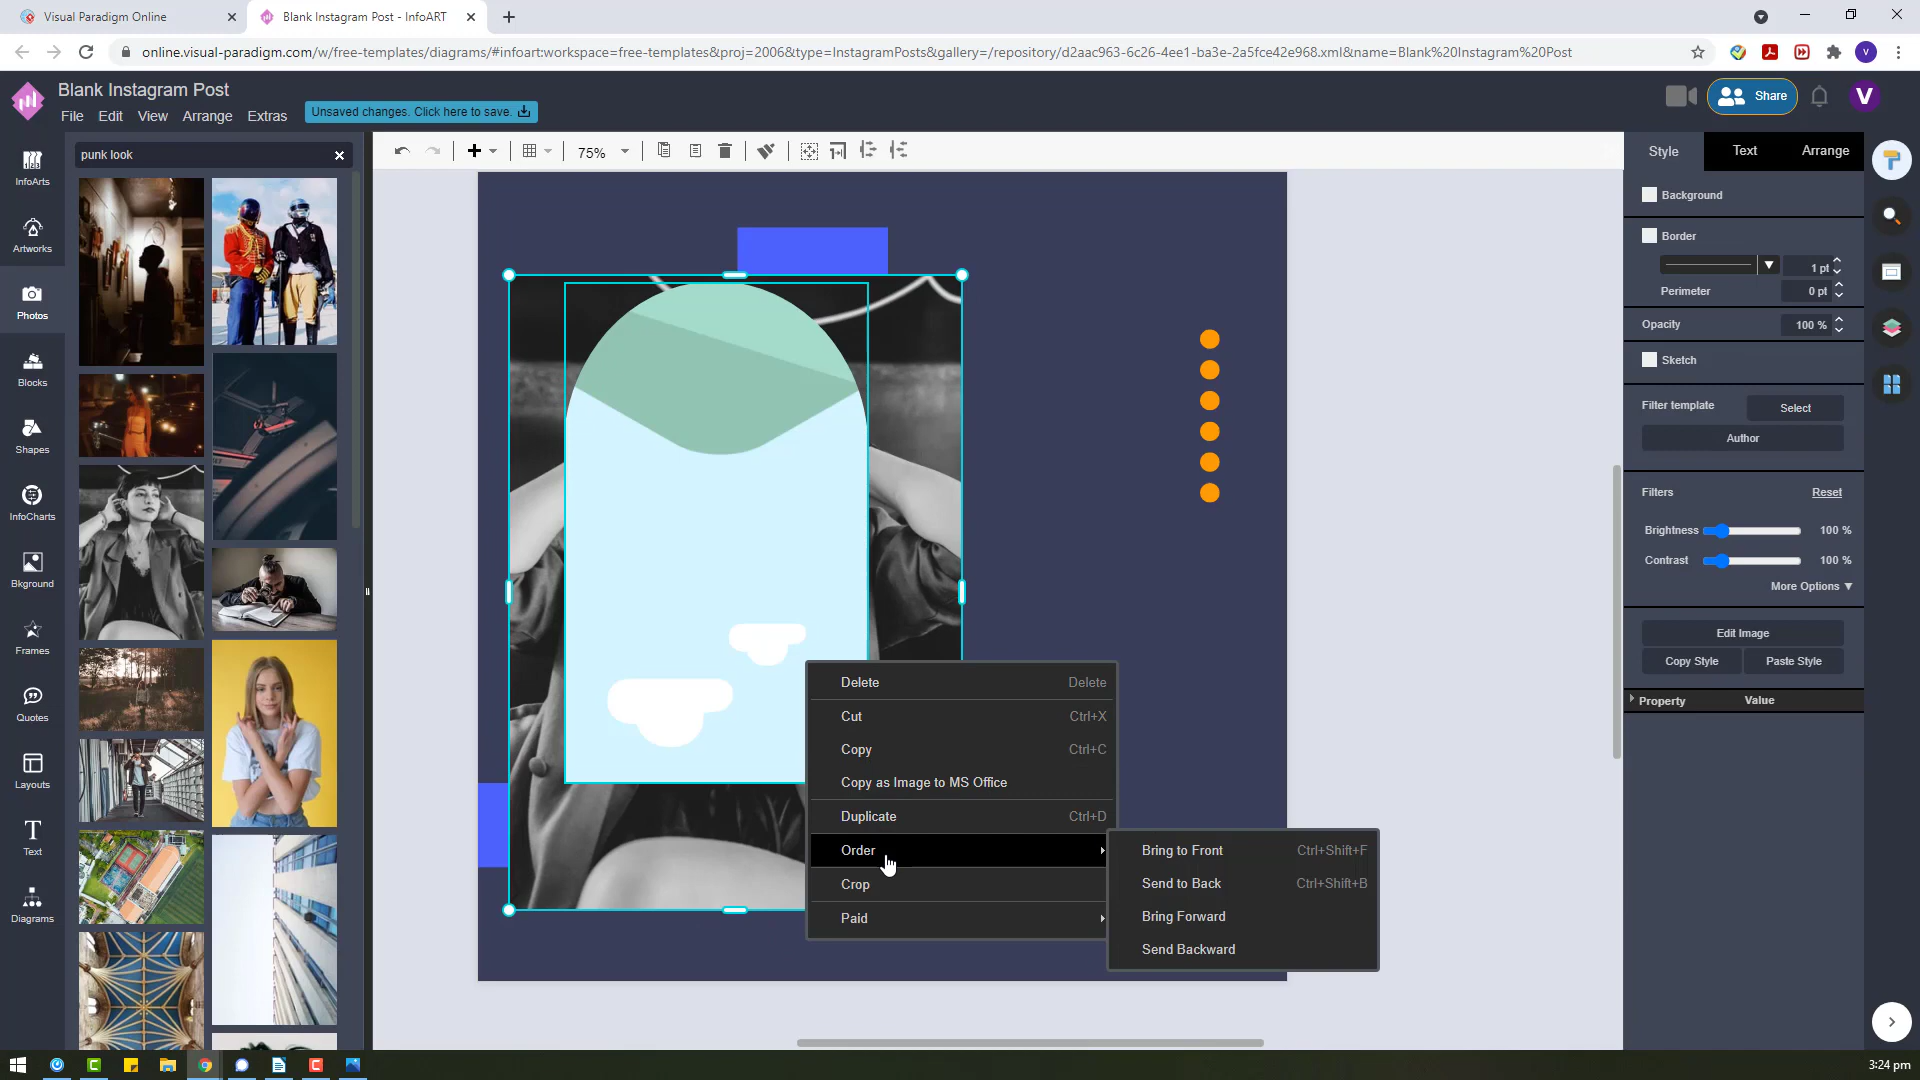 Visual Paradigm Online
Blank Instagram Post - InfoART
online.visual-paradigm.com/w/free-templates/diagrams/#infoart:workspace=free-templates&proj=2006&type=InstagramPosts&gallery=/repository/d2aac963-6c26-4ee1-ba3e-2a5fce42e968.xml&name=Blank%20Instagram%20Post
V
Blank Instagram Post
File Edit View Arrange Extras
Unsaved changes. Click here to save.
Share
V
InfoArts
Artworks
Photos
Blocks
Shapes
InfoCharts
Bkground
Frames
Quotes
Layouts
Text
Diagrams
punk look
75%
Delete Delete
Cut Ctrl+X
Copy Ctrl+C
Copy as Image to MS Office
Duplicate Ctrl+D
Order
Crop
Paid
Bring to Front Ctrl+Shift+F
Send to Back Ctrl+Shift+B
Bring Forward
Send Backward
Style Text Arrange
Background
Border
1 pt
Perimeter 0 pt
Opacity 100 %
Sketch
Filter template Select
Author
Filters Reset
Brightness 100 %
Contrast 100 %
More Options
Edit Image
Copy Style Paste Style
Property Value
3:24 pm